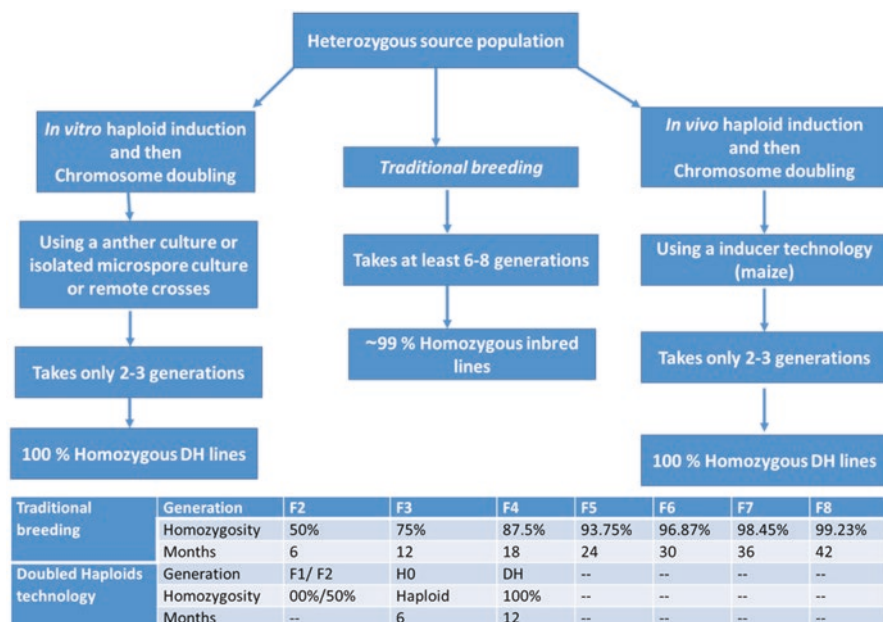 Heterozygous source population
In vitro haploid induction
and then
Chromosome doubling
Using a anther culture or
isolated microspore culture
or remote crosses
Takes only 2-3 generations
100 % Homozygous DH lines
Traditional breeding
Takes at least 6-8 generations
~99 % Homozygous inbred
lines
In vivo haploid induction
and then
Chromosome doubling
Using a inducer technology
(maize)
Takes only 2-3 generations
100 % Homozygous DH lines
Traditional Generation F2 F3 F4 F5 F6 F7 F8
breeding Homozygosity 50% 75% 87.5% 93.75% 96.87% 98.45% 99.23%
Months 6 12 18 24 30 36 42
Doubled Haploids Generation F1/ F2 H0 DH -- -- -- --
technology Homozygosity 00%/50% Haploid 100% -- -- -- --
Months -- 6 12 -- -- -- --